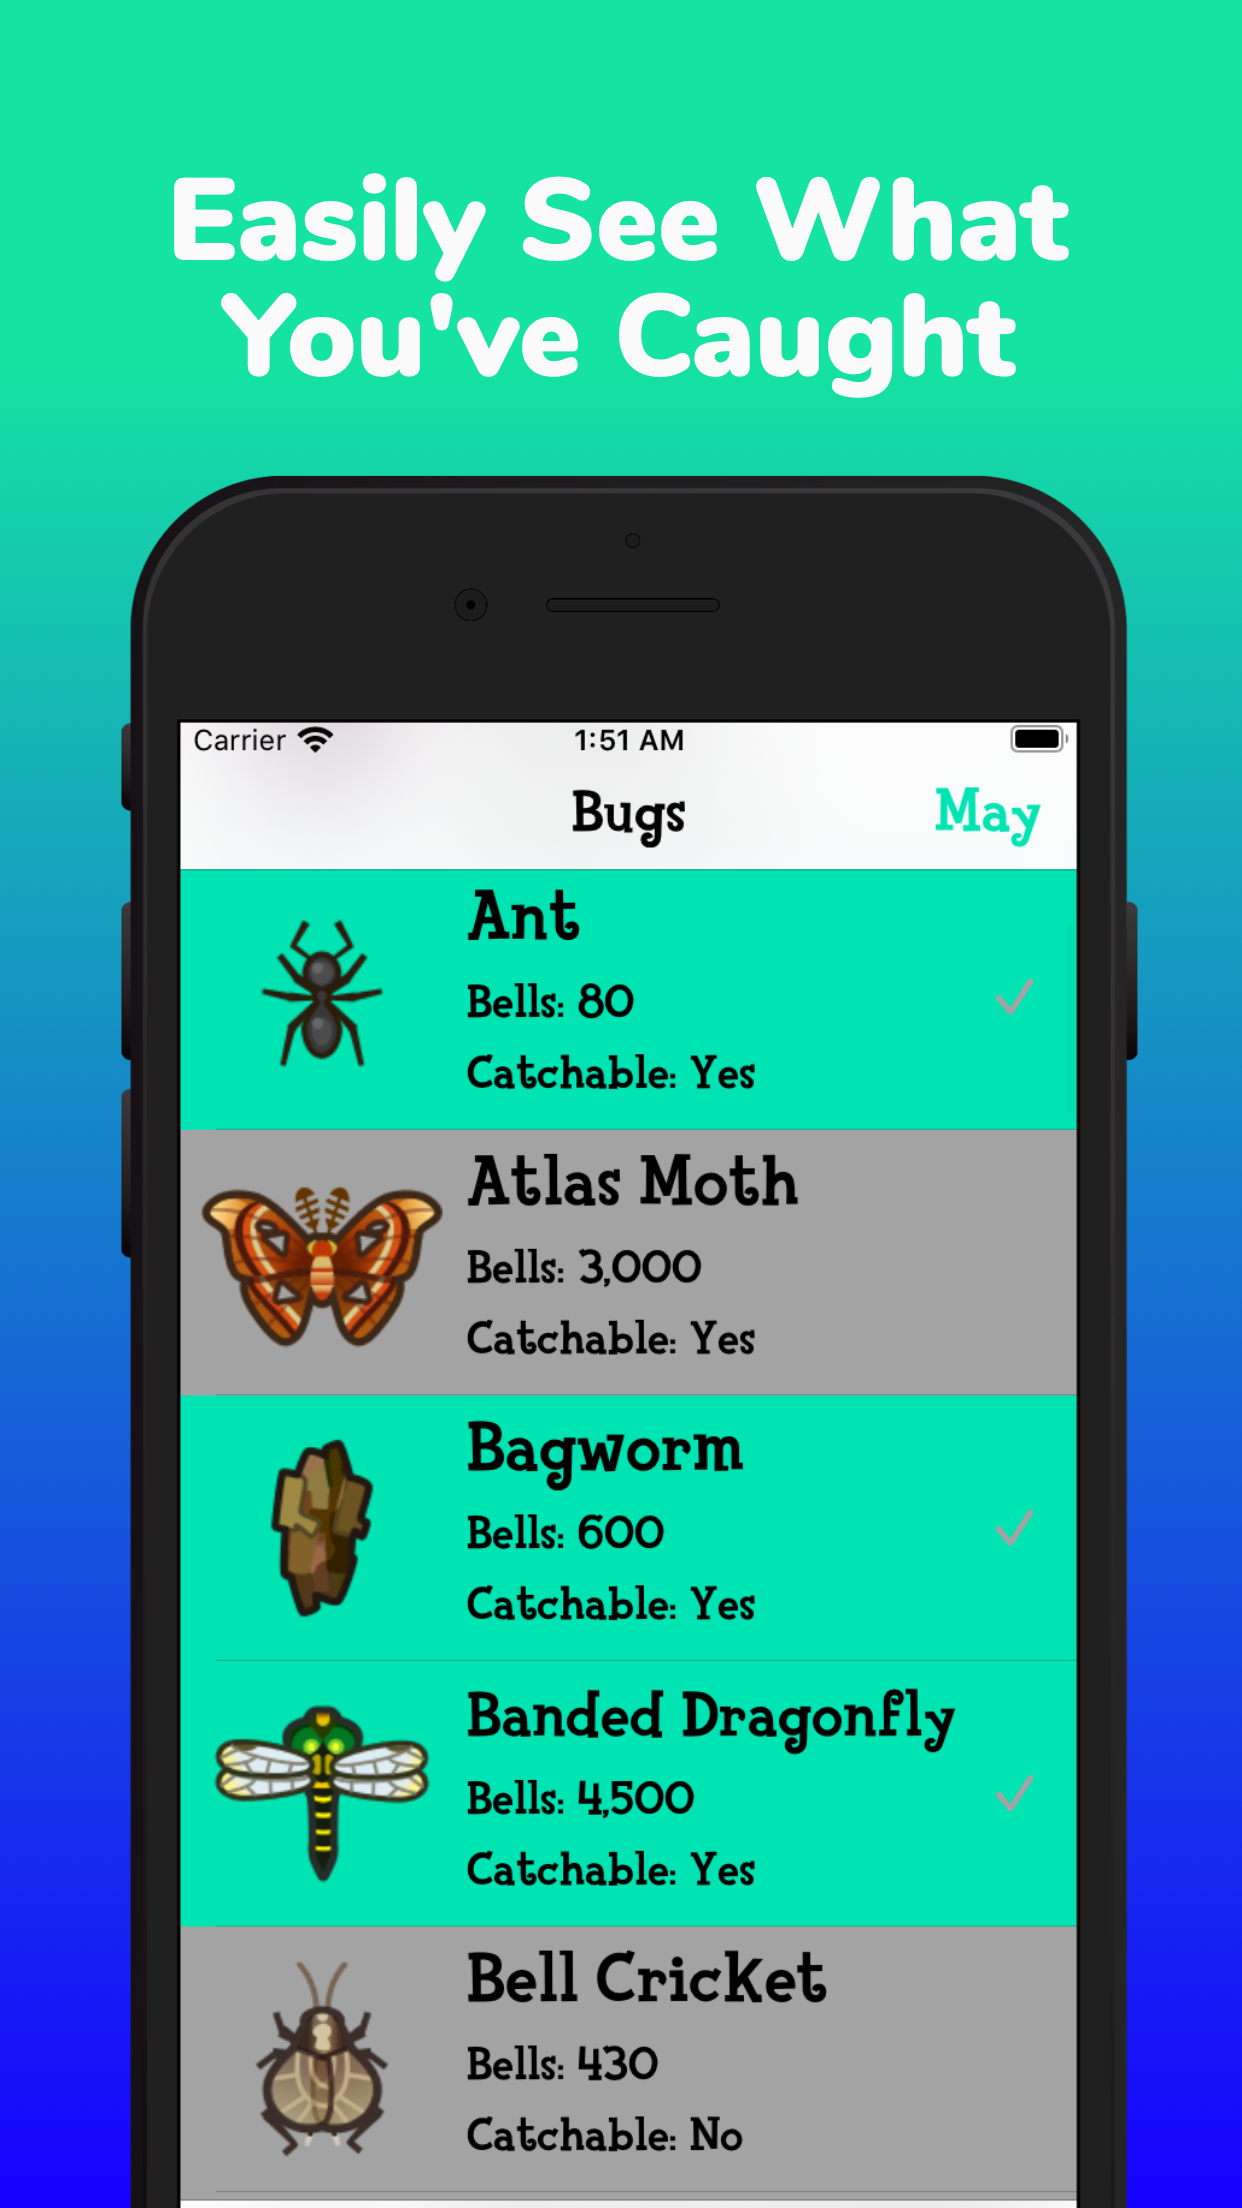 Easily See What
You've Caught
Carrier 1:51 AM
Bugs May
Ant
Bells: 80
Catchable: Yes
Atlas Moth
Bells: 3,000
Catchable: Yes
Bagworm
Bells: 600
Catchable: Yes
Banded Dragonfly
Bells: 4,500
Catchable: Yes
Bell Cricket
Bells: 430
Catchable: No